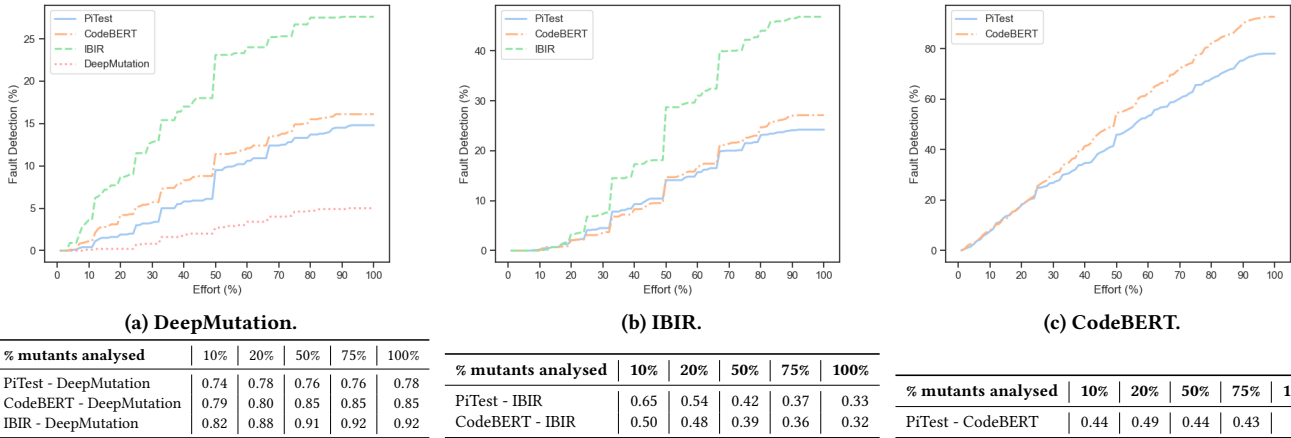 PiTest
CodeBERT
IBIR
DeepMutation
25
20
15
10
5
0
Fault Detection (%)
0 10 20 30 40 50 60 70 80 90 100
Effort (%)
(a) DeepMutation.
% mutants analysed 10% 20% 50% 75% 100%
PiTest - DeepMutation 0.74 0.78 0.76 0.76 0.78
CodeBERT - DeepMutation 0.79 0.80 0.85 0.85 0.85
IBIR - DeepMutation 0.82 0.88 0.91 0.92 0.92
PiTest
CodeBERT
IBIR
40
30
20
10
0
Fault Detection (%)
0 10 20 30 40 50 60 70 80 90 100
Effort (%)
(b) IBIR.
% mutants analysed 10% 20% 50% 75% 100%
PiTest - IBIR 0.65 0.54 0.42 0.37 0.33
CodeBERT - IBIR 0.50 0.48 0.39 0.36 0.32
PiTest
CodeBERT
80
60
40
20
0
Fault Detection (%)
0 10 20 30 40 50 60 70 80 90 100
Effort (%)
(c) CodeBERT.
% mutants analysed 10% 20% 50% 75% 1
PiTest - CodeBERT 0.44 0.49 0.44 0.43